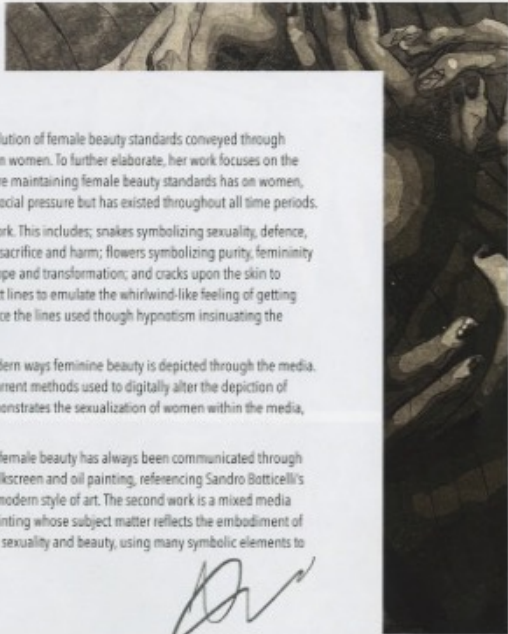 lution of female beauty standards conveyed through
n women. To further elaborate, her work focuses on the
e maintaining female beauty standards has on women,
ocial pressure but has existed throughout all time periods.
ork. This includes; snakes symbolizing sexuality, defence,
sacrifice and harm; flowers symbolizing purity, femininity
pe and transformation; and cracks upon the skin to
t lines to emulate the whirlwind-like feeling of getting
ce the lines used though hypnotism insinuating the
dern ways feminine beauty is depicted through the media.
rrent methods used to digitally alter the depiction of
onstrates the sexualization of women within the media,
female beauty has always been communicated through
lkscreen and oil painting, referencing Sandro Botticelli's
modern style of art. The second work is a mixed media
inting whose subject matter reflects the embodiment of
sexuality and beauty, using many symbolic elements to